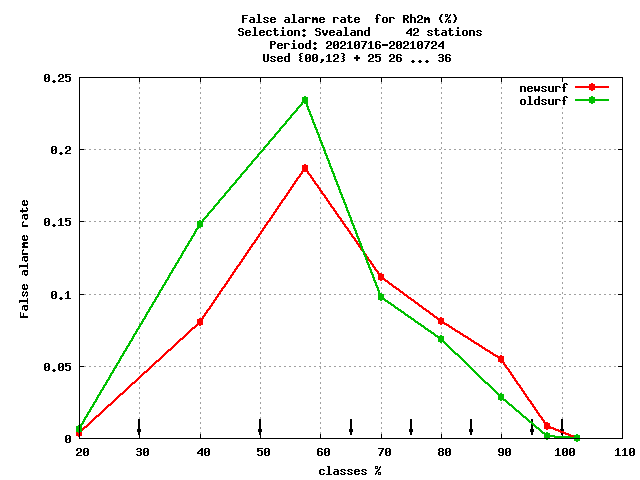 False alarme rate  for Rh2m (%)
Selection: Svealand     42 stations
Period: 20210716-20210724
Used {00,12} + 25 26 ... 36
newsurf
oldsurf
False alarme rate
0.25
0.2
0.15
0.1
0.05
0
20 30 40 50 60 70 80 90 100 110
classes %